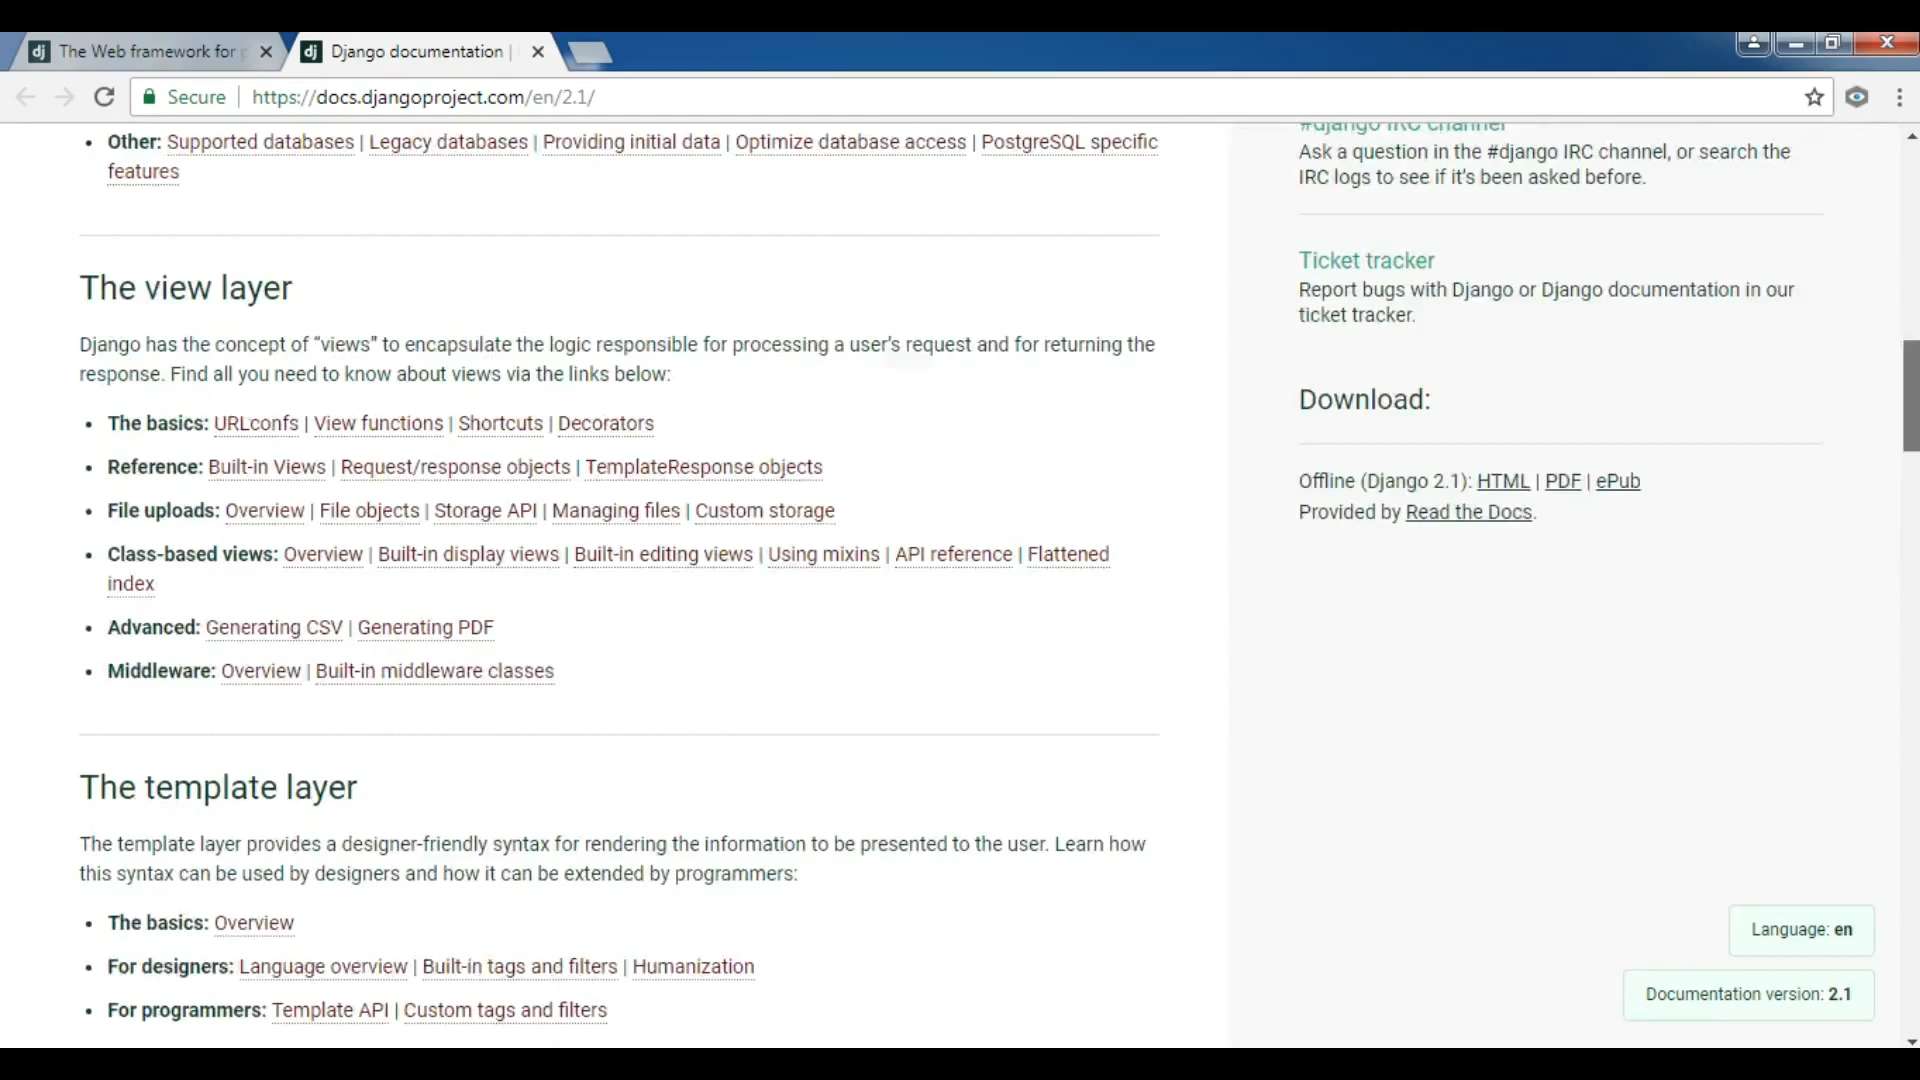 The Web framework for p
Django documentation |
Secure | https://docs.djangoproject.com/en/2.1/
• Other: Supported databases | Legacy databases | Providing initial data | Optimize database access | PostgreSQL specific
features
The view layer
Django has the concept of “views” to encapsulate the logic responsible for processing a user's request and for returning the
response. Find all you need to know about views via the links below:
• The basics: URLconfs | View functions | Shortcuts | Decorators
• Reference: Built-in Views | Request/response objects | TemplateResponse objects
• File uploads: Overview | File objects | Storage API | Managing files | Custom storage
• Class-based views: Overview | Built-in display views | Built-in editing views | Using mixins | API reference | Flattened
index
• Advanced: Generating CSV | Generating PDF
• Middleware: Overview | Built-in middleware classes
The template layer
The template layer provides a designer-friendly syntax for rendering the information to be presented to the user. Learn how
this syntax can be used by designers and how it can be extended by programmers:
• The basics: Overview
• For designers: Language overview | Built-in tags and filters | Humanization
• For programmers: Template API | Custom tags and filters
#django IRC channel
Ask a question in the #django IRC channel, or search the
IRC logs to see if it’s been asked before.
Ticket tracker
Report bugs with Django or Django documentation in our
ticket tracker.
Download:
Offline (Django 2.1): HTML | PDF | ePub
Provided by Read the Docs.
Language: en
Documentation version: 2.1